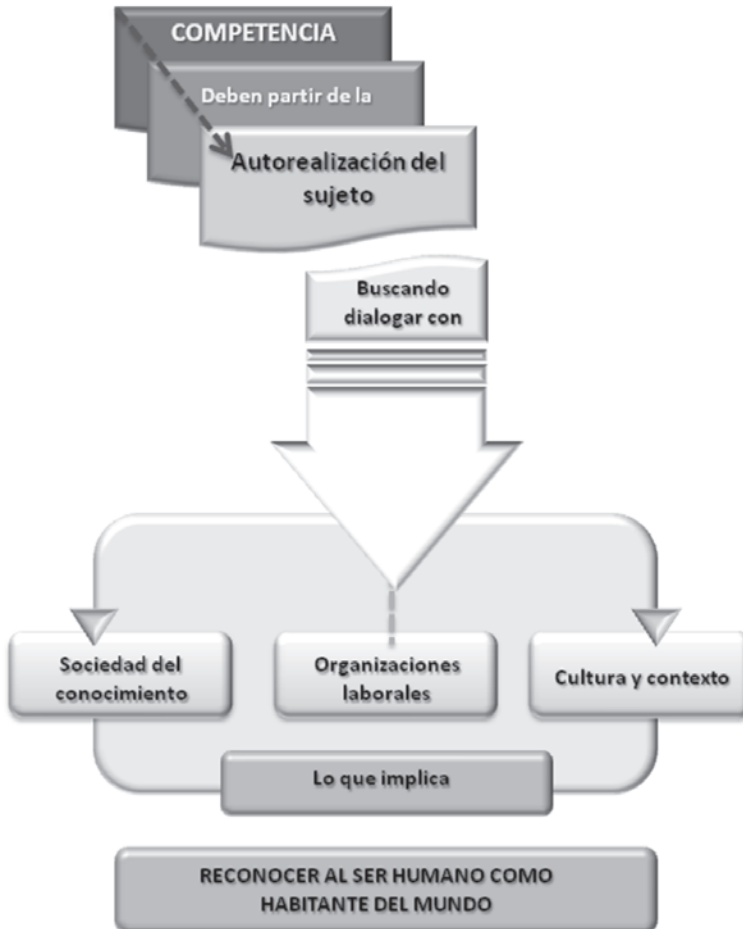 COMPETENCIA
Deben partir de la
Autorealización del
sujeto
Buscando
dialogar con
Sociedad del
conocimiento
Organizaciones
laborales
Cultura y contexto
Lo que implica
RECONOCER AL SER HUMANO COMO
HABITANTE DEL MUNDO